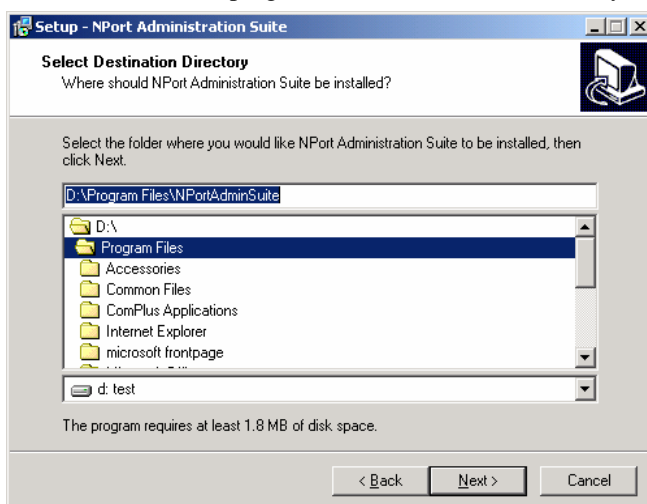 Setup - NPort Administration Suite
Select Destination Directory
Where should NPort Administration Suite be installed?
Select the folder where you would like NPort Administration Suite to be installed, then
click Next.
D:\Program Files\NPortAdminSuite
D:\
Program Files
Accessories
Common Files
ComPlus Applications
Internet Explorer
microsoft frontpage
d: test
The program requires at least 1.8 MB of disk space.
< Back
Next >
Cancel